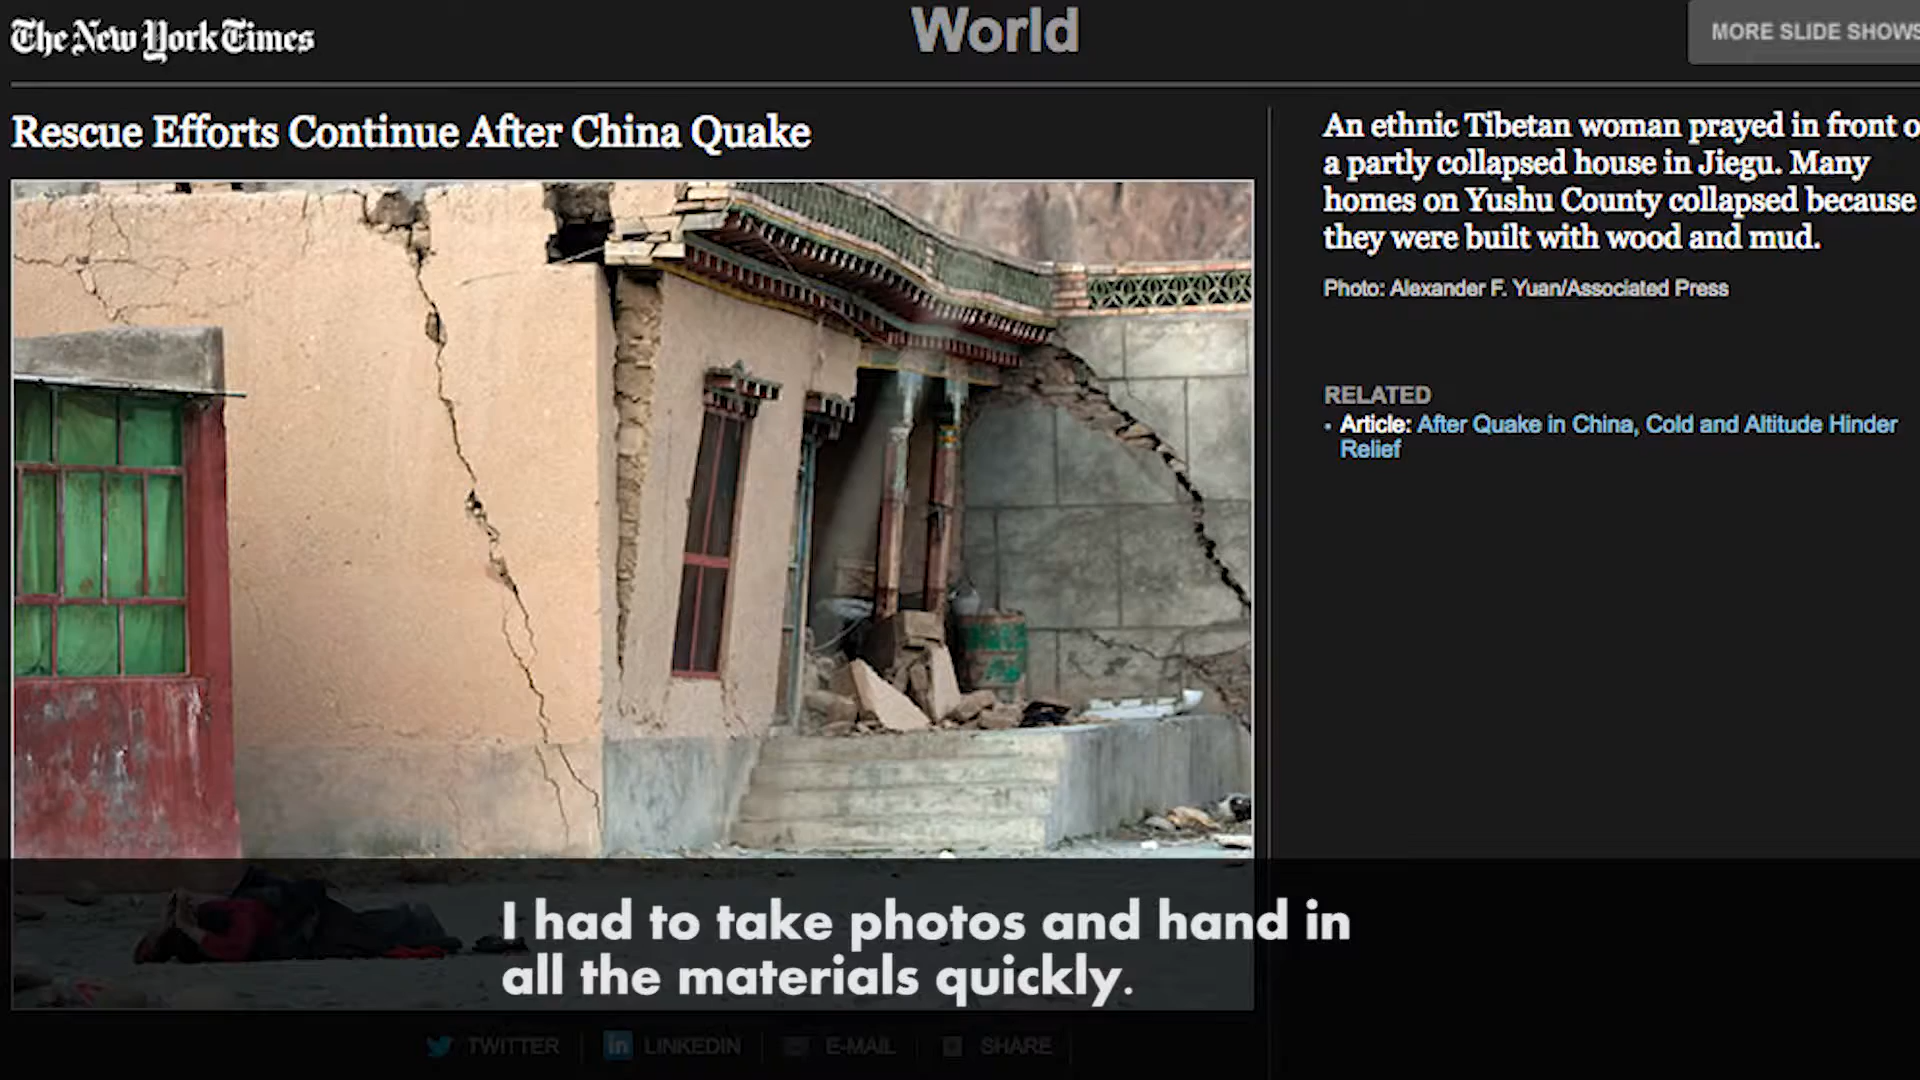 The New York Times
World
MORE SLIDE SHOWS
Rescue Efforts Continue After China Quake
An ethnic Tibetan woman prayed in front o
a partly collapsed house in Jiegu. Many
homes on Yushu County collapsed because
they were built with wood and mud.
Photo: Alexander F. Yuan/Associated Press
RELATED
• Article: After Quake in China, Cold and Altitude Hinder
Relief
I had to take photos and hand in
all the materials quickly.
TWITTER
in LINKEDIN
E-MAIL
SHARE